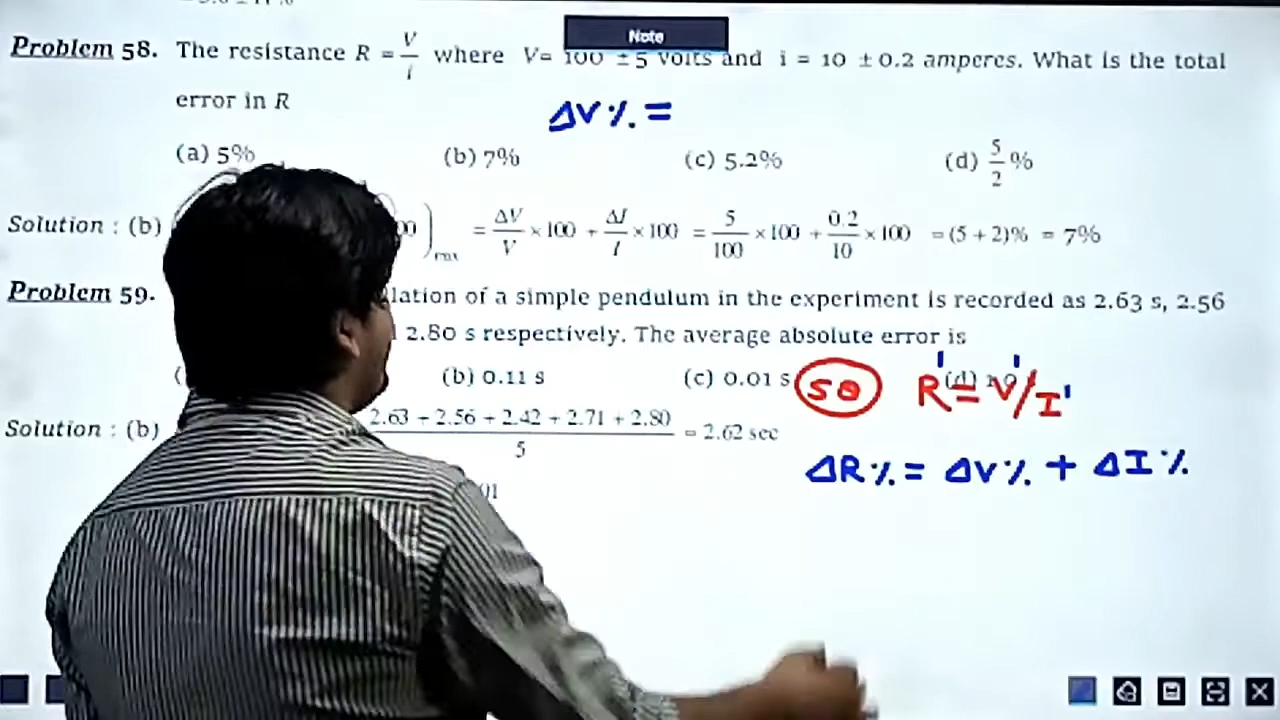 Note
Problem 58. The resistance R = V/i where V= 100 ± 5 volts and i = 10 ± 0.2 amperes. What is the total
error in R
ΔV% =
(a) 5% (b) 7% (c) 5.2% (d) 5/2 %
Solution : (b) )max = ΔV/V × 100 + ΔI/I × 100 = 5/100 × 100 + 0.2/10 × 100 = (5 + 2)% = 7%
Problem 59. lation of a simple pendulum in the experiment is recorded as 2.63 s, 2.56
2.80 s respectively. The average absolute error is
(b) 0.11 s (c) 0.01 s (d)
58 R' = V'/I'
Solution : (b) 2.63 + 2.56 + 2.42 + 2.71 + 2.80 / 5 = 2.62 sec
ΔR% = ΔV% + ΔI%